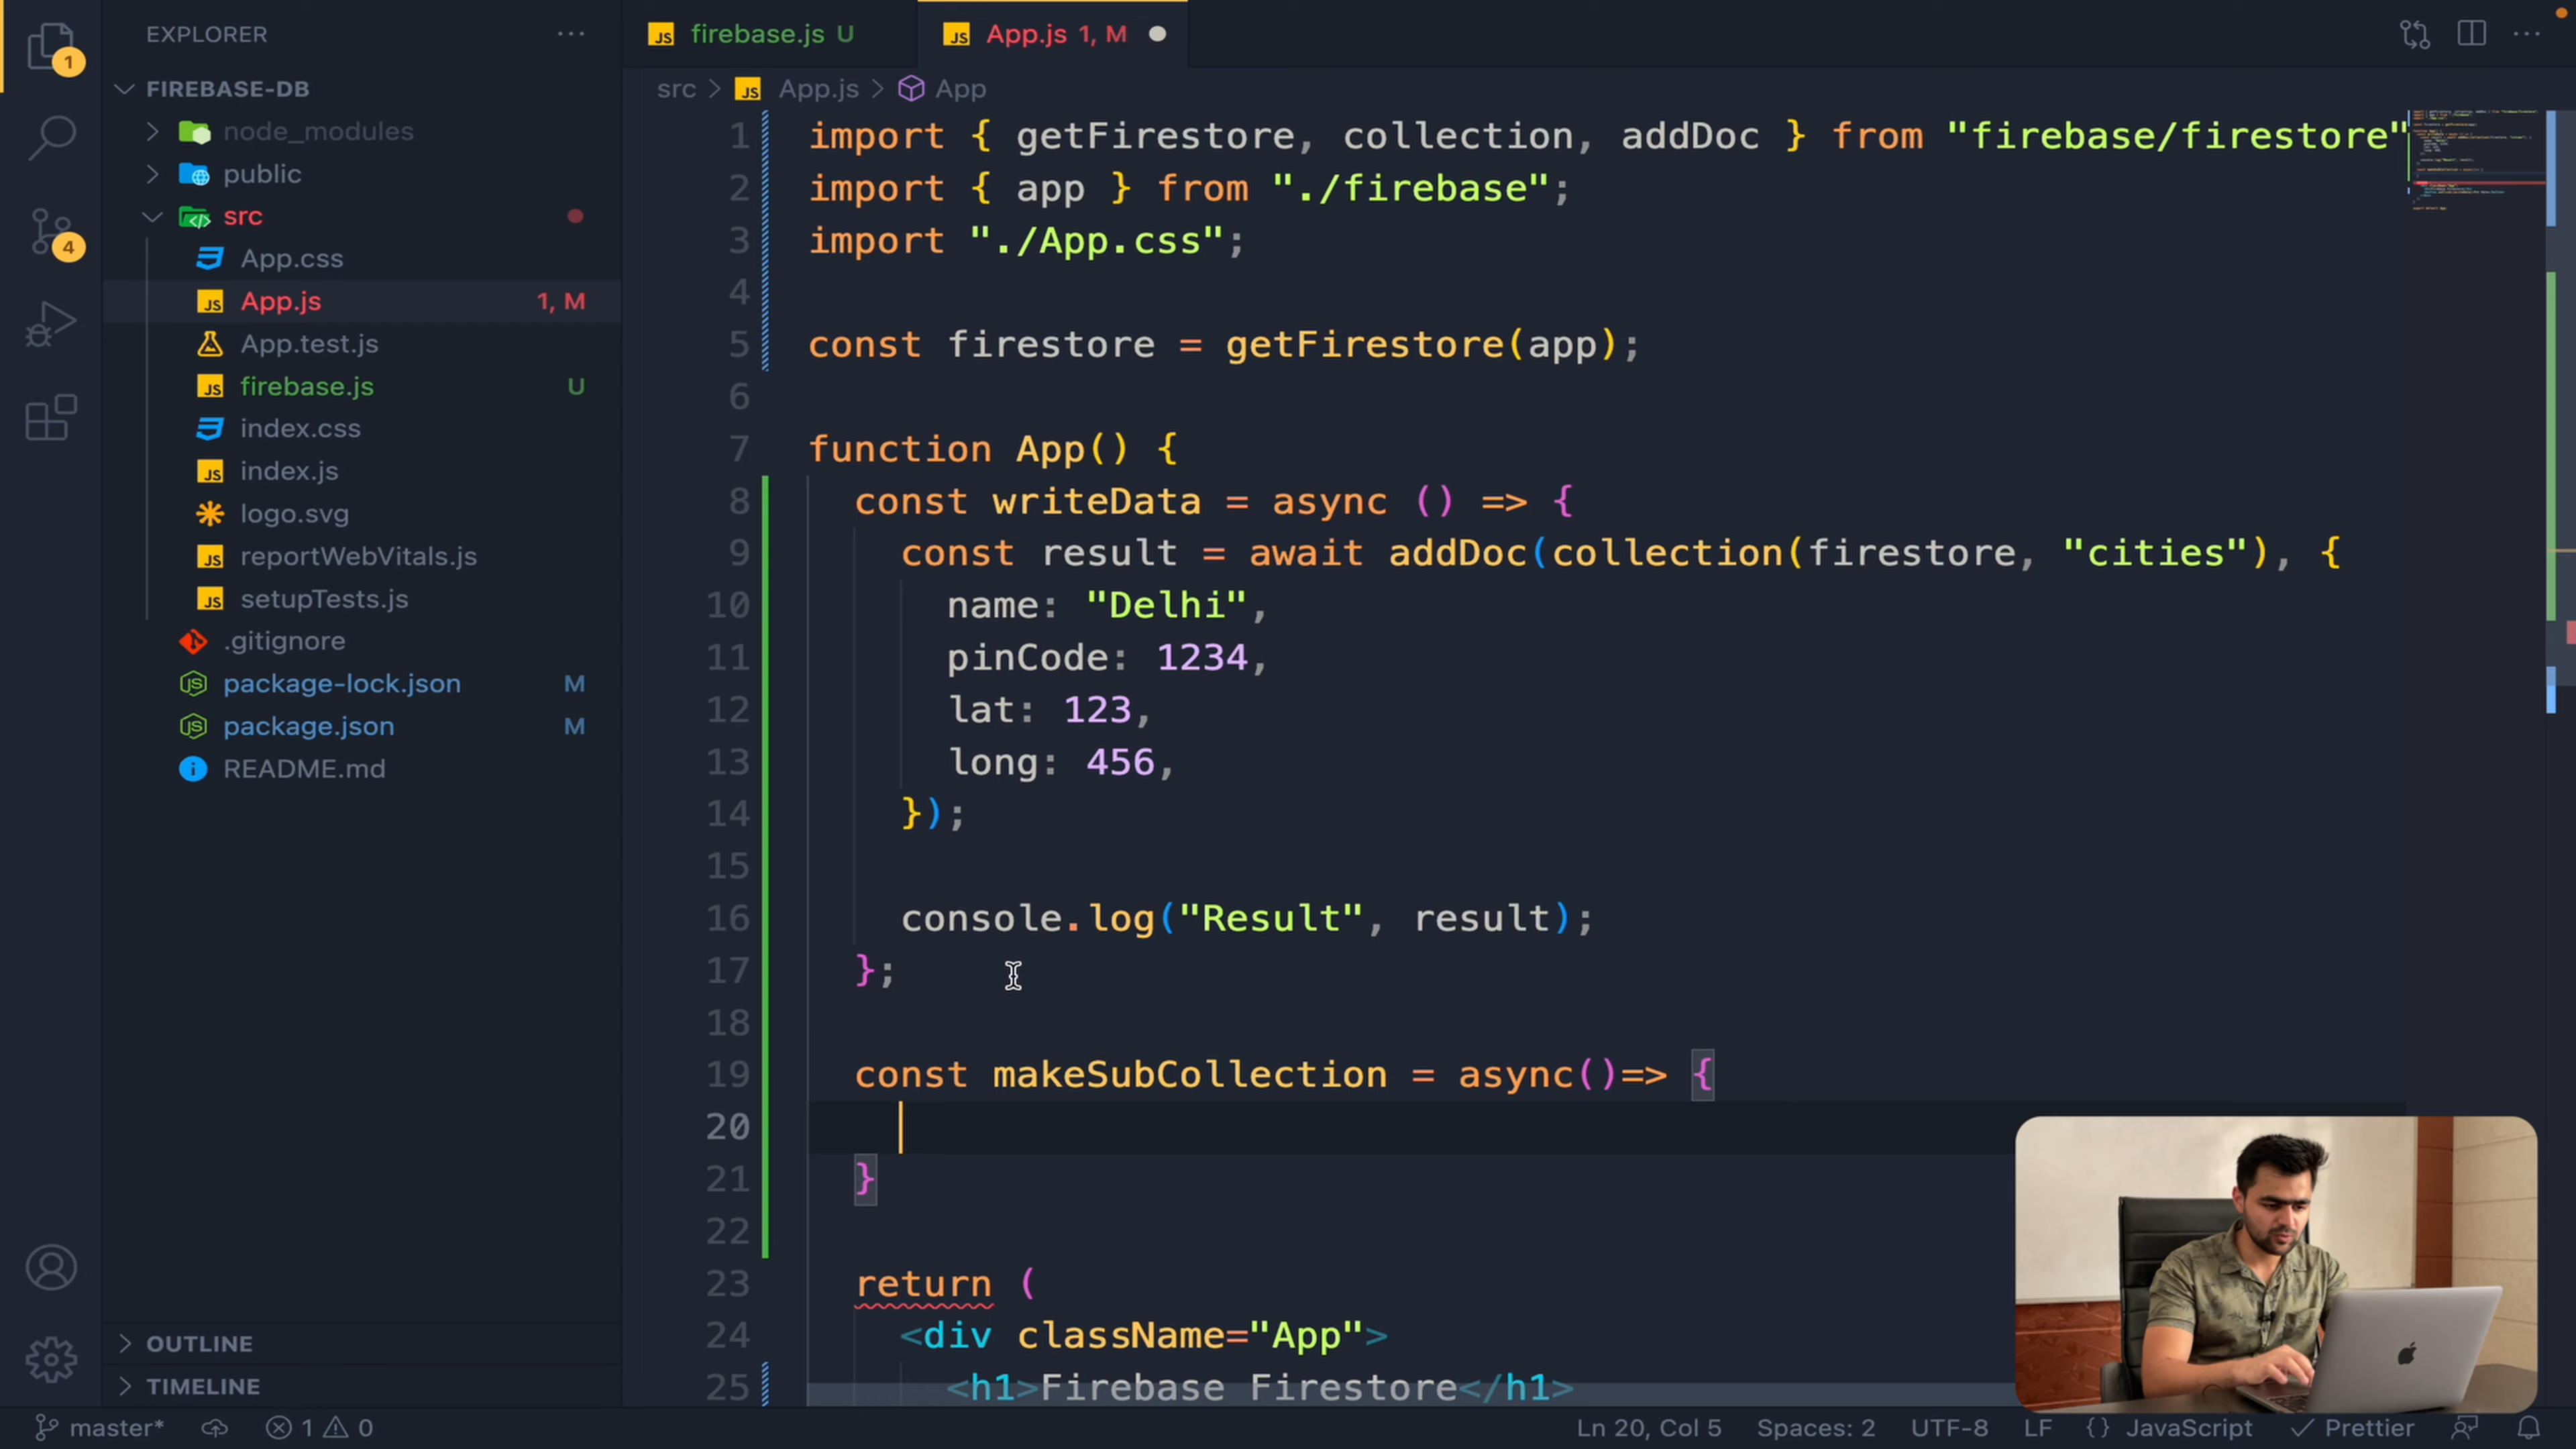 EXPLORER
FIREBASE-DB
node_modules
public
src
App.css
App.js 1, M
App.test.js
firebase.js U
index.css
index.js
logo.svg
reportWebVitals.js
setupTests.js
.gitignore
package-lock.json M
package.json M
README.md
OUTLINE
TIMELINE
1
4
JS firebase.js U
JS App.js 1, M
src > JS App.js > App
1 import { getFirestore, collection, addDoc } from "firebase/firestore"
2 import { app } from "./firebase";
3 import "./App.css";
4
5 const firestore = getFirestore(app);
6
7 function App() {
8 const writeData = async () => {
9 const result = await addDoc(collection(firestore, "cities"), {
10 name: "Delhi",
11 pinCode: 1234,
12 lat: 123,
13 long: 456,
14 });
15
16 console.log("Result", result);
17 };
18
19 const makeSubCollection = async()=> {
20
21 }
22
23 return (
24 <div className="App">
25 <h1>Firebase Firestore</h1>
master* 1 0 Ln 20, Col 5 Spaces: 2 UTF-8 LF {} JavaScript Prettier